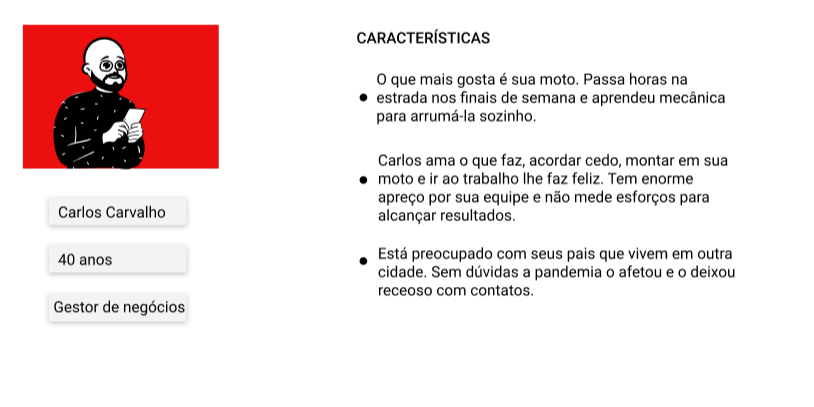 Carlos Carvalho
40 anos
Gestor de negócios
CARACTERÍSTICAS
O que mais gosta é sua moto. Passa horas na
estrada nos finais de semana e aprendeu mecânica
para arrumá-la sozinho.
Carlos ama o que faz, acordar cedo, montar em sua
moto e ir ao trabalho lhe faz feliz. Tem enorme
apreço por sua equipe e não mede esforços para
alcançar resultados.
Está preocupado com seus pais que vivem em outra
cidade. Sem dúvidas a pandemia o afetou e o deixou
receoso com contatos.